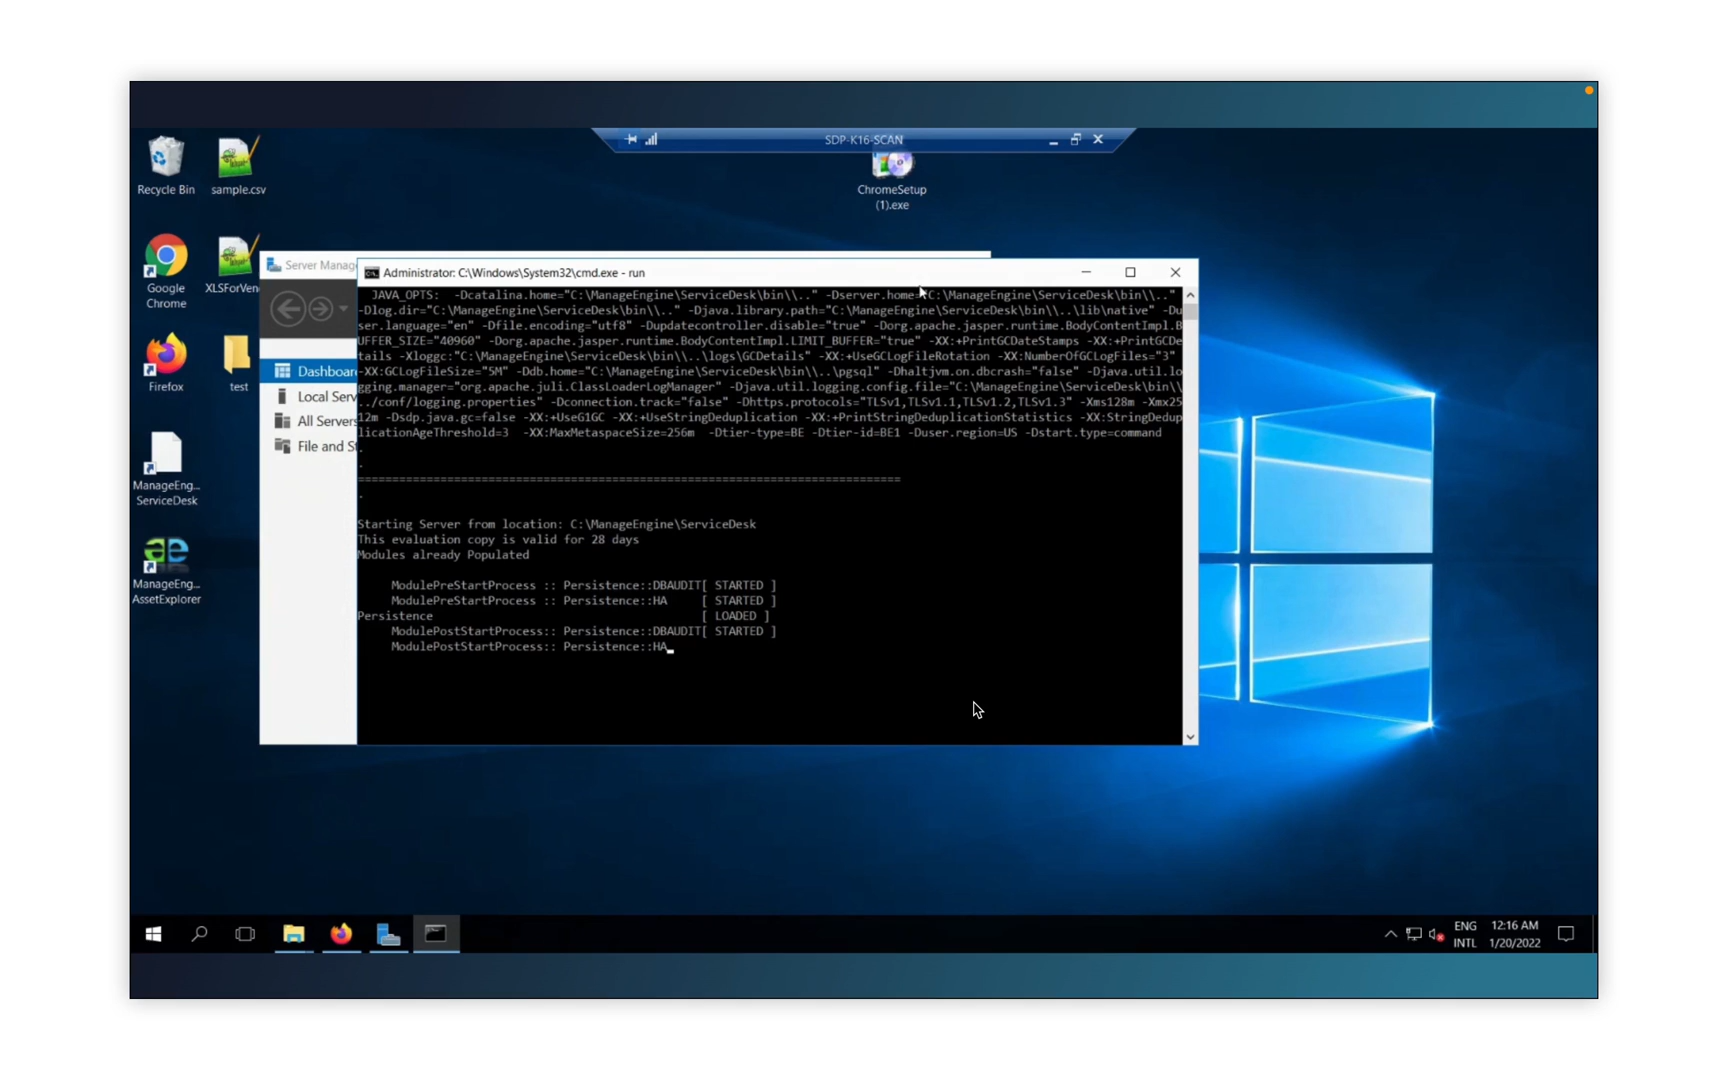 SDP-K16-SCAN
Recycle Bin
sample.csv
ChromeSetup
(1).exe
Google
Chrome
XLSForVen
Firefox
test
ManageEng...
ServiceDesk
ManageEng...
AssetExplorer
Server Manag
Dashboar
Local Serv
All Servers
File and St
Administrator: C:\Windows\System32\cmd.exe - run
JAVA_OPTS:  -Dcatalina.home="C:\ManageEngine\ServiceDesk\bin\\.." -Dserver.home="C:\ManageEngine\ServiceDesk\bin\\.."
-Dlog.dir="C:\ManageEngine\ServiceDesk\bin\\.." -Djava.library.path="C:\ManageEngine\ServiceDesk\bin\\..\lib\native" -Du
ser.language="en" -Dfile.encoding="utf8" -Dupdatecontroller.disable="true" -Dorg.apache.jasper.runtime.BodyContentImpl.B
UFFER_SIZE="40960" -Dorg.apache.jasper.runtime.BodyContentImpl.LIMIT_BUFFER="true" -XX:+PrintGCDateStamps -XX:+PrintGCDe
tails -Xloggc:"C:\ManageEngine\ServiceDesk\bin\\..\logs\GCDetails" -XX:+UseGCLogFileRotation -XX:NumberOfGCLogFiles="3"
-XX:GCLogFileSize="5M" -Ddb.home="C:\ManageEngine\ServiceDesk\bin\\..\pgsql" -Dhaltjvm.on.dbcrash="false" -Djava.util.lo
gging.manager="org.apache.juli.ClassLoaderLogManager" -Djava.util.logging.config.file="C:\ManageEngine\ServiceDesk\bin\\
../conf/logging.properties" -Dconnection.track="false" -Dhttps.protocols="TLSv1,TLSv1.1,TLSv1.2,TLSv1.3" -Xms128m -Xmx25
12m -Dsdp.java.gc=false -XX:+UseG1GC -XX:+UseStringDeduplication -XX:+PrintStringDeduplicationStatistics -XX:StringDedup
licationAgeThreshold=3  -XX:MaxMetaspaceSize=256m  -Dtier-type=BE -Dtier-id=BE1 -Duser.region=US -Dstart.type=command
.
.
===============================================================================
.
Starting Server from location: C:\ManageEngine\ServiceDesk
This evaluation copy is valid for 28 days
Modules already Populated
ModulePreStartProcess :: Persistence::DBAUDIT[ STARTED ]
ModulePreStartProcess :: Persistence::HA     [ STARTED ]
Persistence                                [ LOADED ]
ModulePostStartProcess:: Persistence::DBAUDIT[ STARTED ]
ModulePostStartProcess:: Persistence::HA
ENG
INTL
12:16 AM
1/20/2022